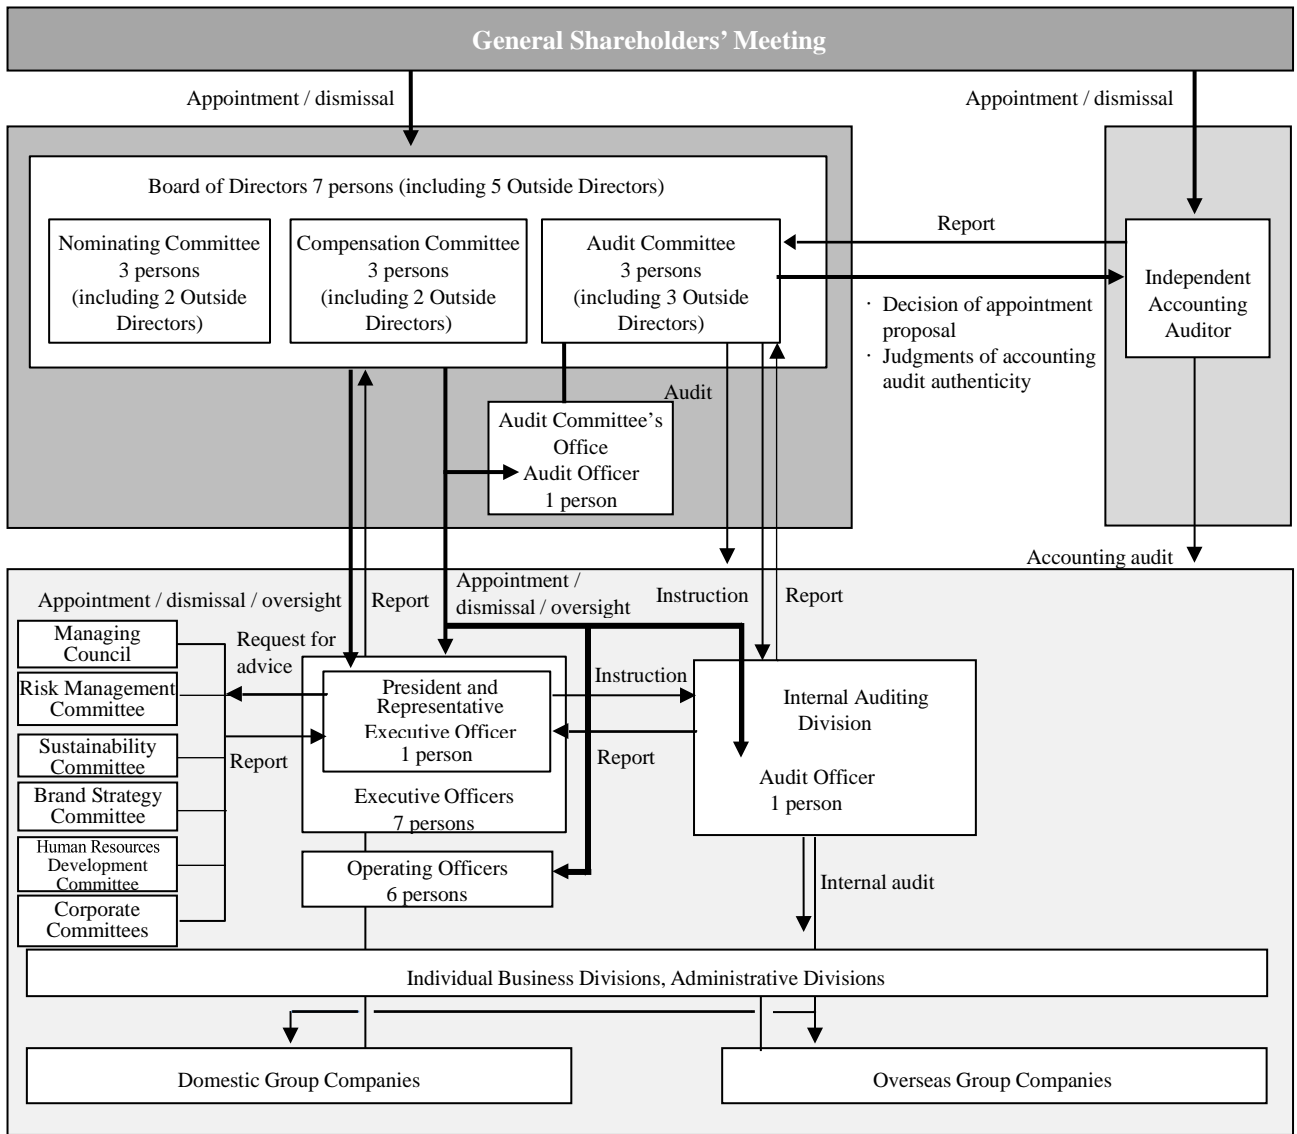 General Shareholders' Meeting
Appointment / dismissal
Appointment / dismissal
Board of Directors 7 persons (including 5 Outside Directors)
Nominating Committee
3 persons
(including 2 Outside
Directors)
Compensation Committee
3 persons
(including 2 Outside
Directors)
Audit Committee
3 persons
(including 3 Outside
Directors)
Report
· Decision of appointment
proposal
· Judgments of accounting
audit authenticity
Independent
Accounting
Auditor
Audit
Audit Committee's
Office
Audit Officer
1 person
Accounting audit
Appointment / dismissal / oversight
Report
Appointment /
dismissal / oversight
Instruction
Report
Managing
Council
Risk Management
Committee
Sustainability
Committee
Brand Strategy
Committee
Human Resources
Development
Committee
Corporate
Committees
Request for
advice
Report
President and
Representative
Executive Officer
1 person
Executive Officers
7 persons
Operating Officers
6 persons
Instruction
Report
Internal Auditing
Division
Audit Officer
1 person
Internal audit
Individual Business Divisions, Administrative Divisions
Domestic Group Companies
Overseas Group Companies